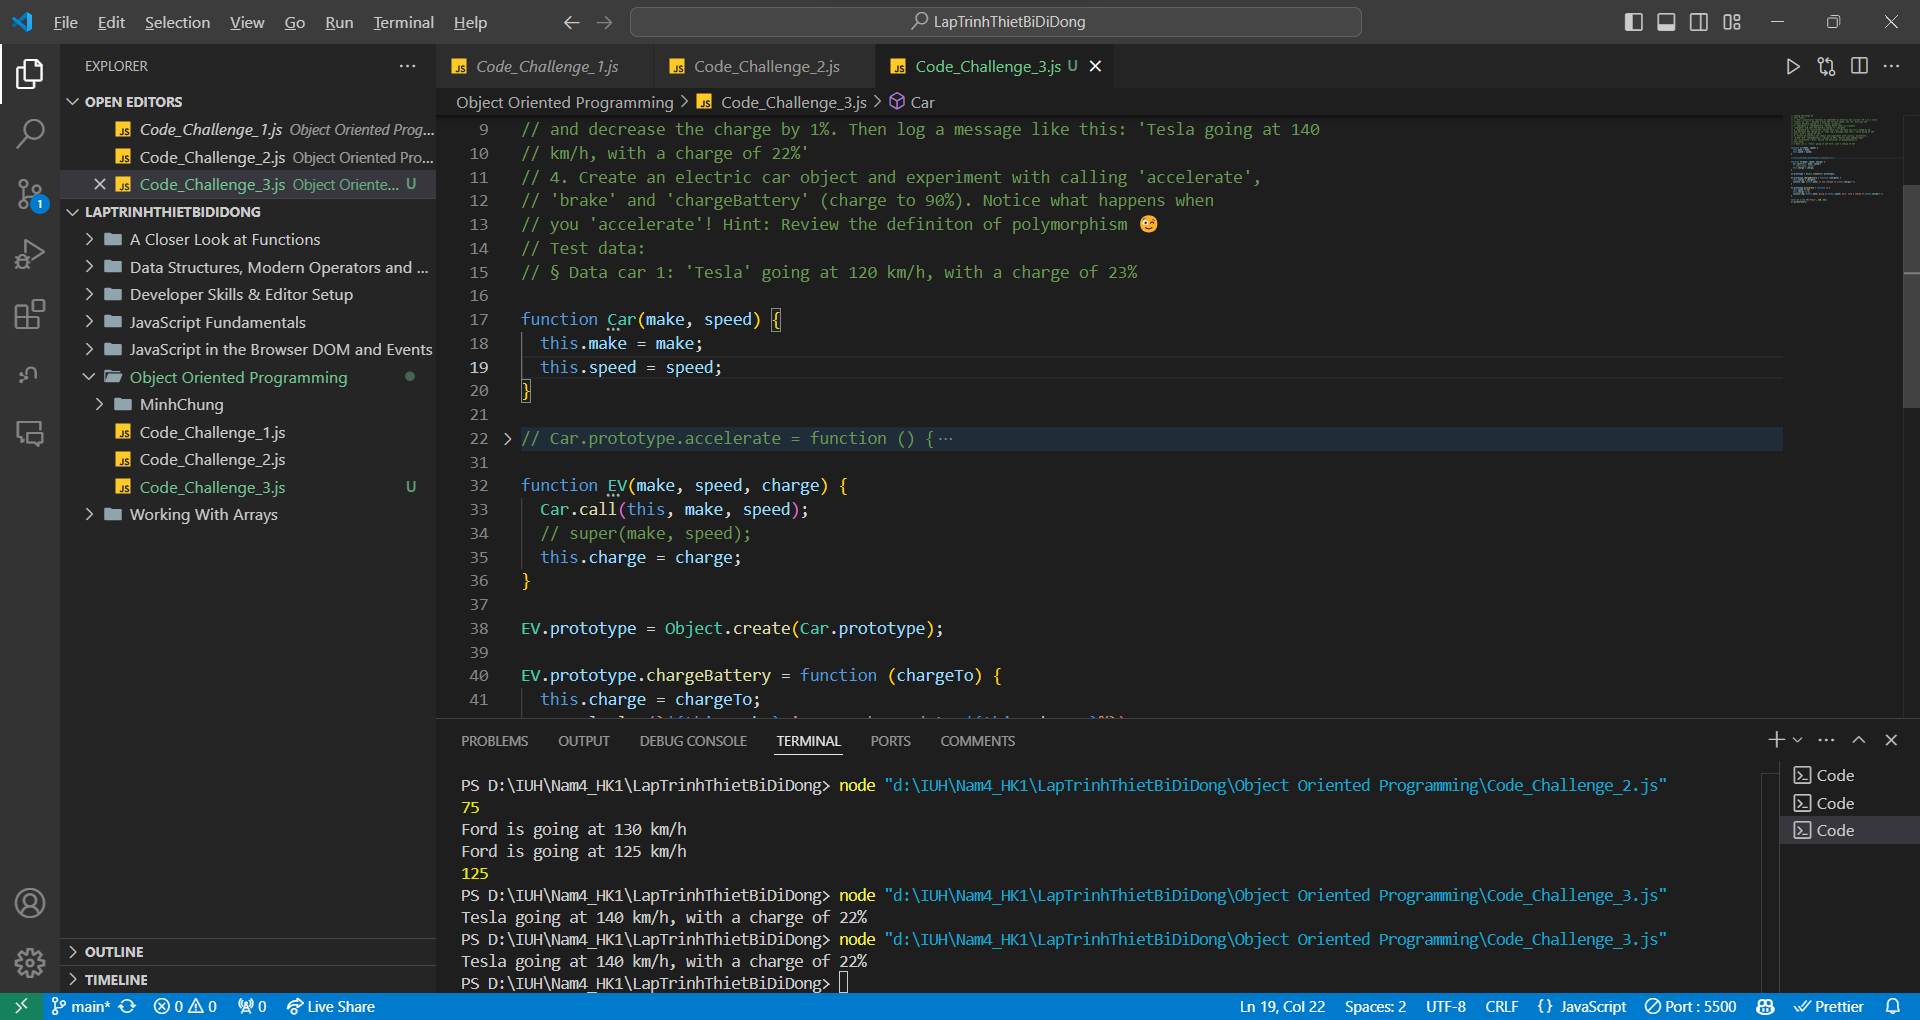 File Edit Selection View Go Run Terminal Help
LapTrinhThietBiDiDong
EXPLORER
OPEN EDITORS
Code_Challenge_1.js Object Oriented Prog...
Code_Challenge_2.js Object Oriented Pro...
Code_Challenge_3.js Object Oriente... U
LAPTRINHTHIETBIDIDONG
A Closer Look at Functions
Data Structures, Modern Operators and ...
Developer Skills & Editor Setup
JavaScript Fundamentals
JavaScript in the Browser DOM and Events
Object Oriented Programming
MinhChung
Code_Challenge_1.js
Code_Challenge_2.js
Code_Challenge_3.js U
Working With Arrays
OUTLINE
TIMELINE
1
Code_Challenge_1.js Code_Challenge_2.js Code_Challenge_3.js U
Object Oriented Programming > Code_Challenge_3.js > Car
9 // and decrease the charge by 1%. Then log a message like this: 'Tesla going at 140
10 // km/h, with a charge of 22%'
11 // 4. Create an electric car object and experiment with calling 'accelerate',
12 // 'brake' and 'chargeBattery' (charge to 90%). Notice what happens when
13 // you 'accelerate'! Hint: Review the definiton of polymorphism 😉
14 // Test data:
15 // § Data car 1: 'Tesla' going at 120 km/h, with a charge of 23%
16
17 function Car(make, speed) {
18 this.make = make;
19 this.speed = speed;
20 }
21
22 // Car.prototype.accelerate = function () {···
31
32 function EV(make, speed, charge) {
33 Car.call(this, make, speed);
34 // super(make, speed);
35 this.charge = charge;
36 }
37
38 EV.prototype = Object.create(Car.prototype);
39
40 EV.prototype.chargeBattery = function (chargeTo) {
41 this.charge = chargeTo;
PROBLEMS OUTPUT DEBUG CONSOLE TERMINAL PORTS COMMENTS
PS D:\IUH\Nam4_HK1\LapTrinhThietBiDiDong> node "d:\IUH\Nam4_HK1\LapTrinhThietBiDiDong\Object Oriented Programming\Code_Challenge_2.js"
75
Ford is going at 130 km/h
Ford is going at 125 km/h
125
PS D:\IUH\Nam4_HK1\LapTrinhThietBiDiDong> node "d:\IUH\Nam4_HK1\LapTrinhThietBiDiDong\Object Oriented Programming\Code_Challenge_3.js"
Tesla going at 140 km/h, with a charge of 22%
PS D:\IUH\Nam4_HK1\LapTrinhThietBiDiDong> node "d:\IUH\Nam4_HK1\LapTrinhThietBiDiDong\Object Oriented Programming\Code_Challenge_3.js"
Tesla going at 140 km/h, with a charge of 22%
PS D:\IUH\Nam4_HK1\LapTrinhThietBiDiDong>
Code
Code
Code
main* 0 0 0 Live Share Ln 19, Col 22 Spaces: 2 UTF-8 CRLF {} JavaScript Port : 5500 Prettier